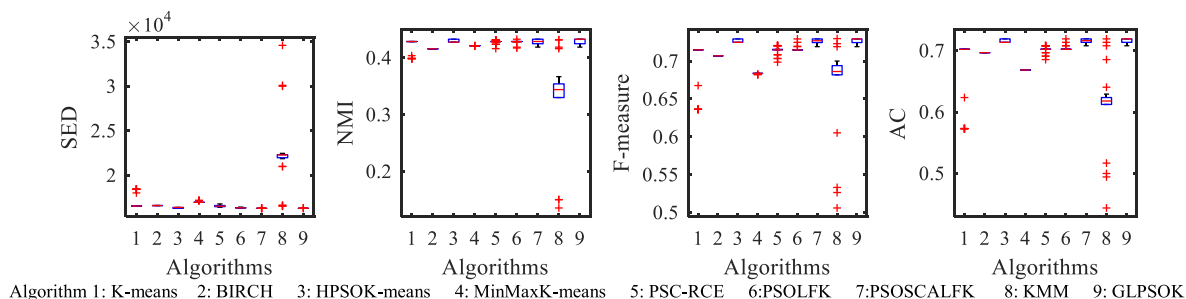 ×10⁴
3.5
3
2.5
2
SED
1 2 3 4 5 6 7 8 9
Algorithms
0.4
0.3
0.2
NMI
1 2 3 4 5 6 7 8 9
Algorithms
0.7
0.65
0.6
0.55
0.5
F-measure
1 2 3 4 5 6 7 8 9
Algorithms
0.7
0.6
0.5
AC
1 2 3 4 5 6 7 8 9
Algorithms
Algorithm 1: K-means 2: BIRCH 3: HPSOK-means 4: MinMaxK-means 5: PSC-RCE 6:PSOLFK 7:PSOSCALFK 8: KMM 9: GLPSOK